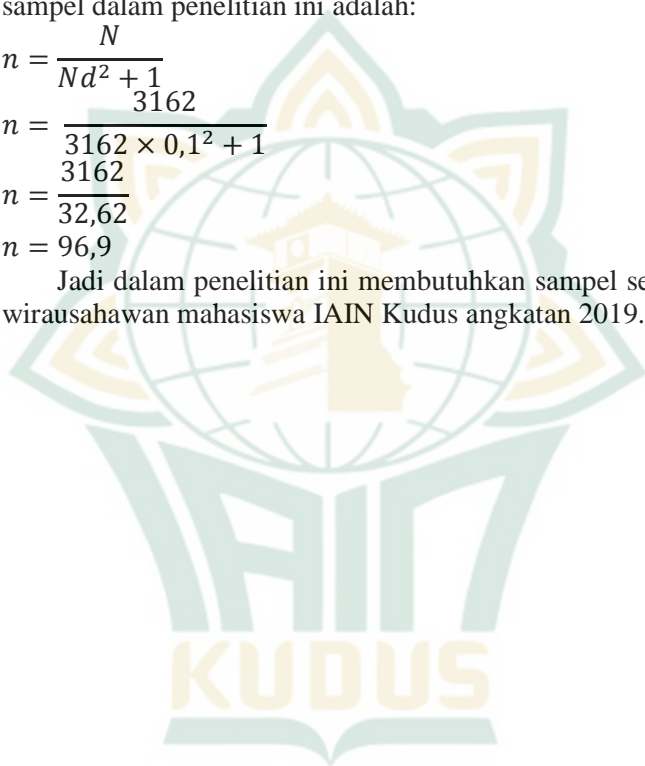 sampel dalam penelitian ini adalah:
n = N / Nd² + 1
n = 3162 / 3162 × 0,1² + 1
n = 3162 / 32,62
n = 96,9
Jadi dalam penelitian ini membutuhkan sampel se
wirausahawan mahasiswa IAIN Kudus angkatan 2019.
IAIN
KUDUS